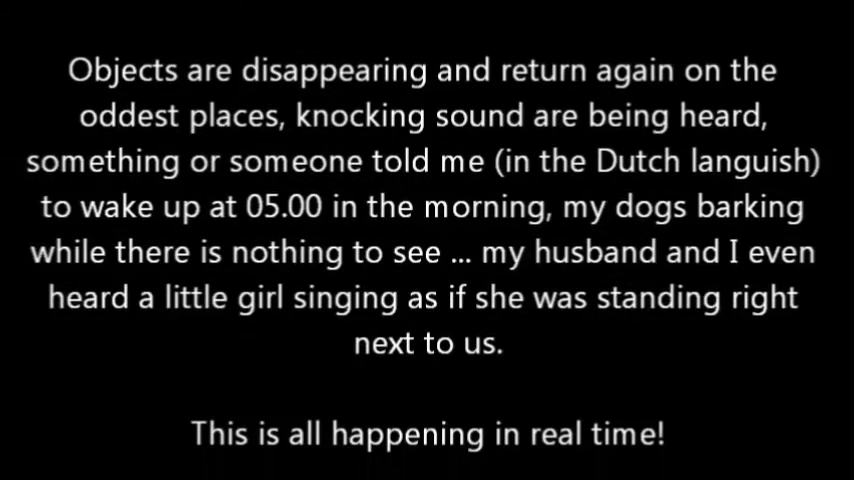 Objects are disappearing and return again on the
oddest places, knocking sound are being heard,
something or someone told me (in the Dutch languish)
to wake up at 05.00 in the morning, my dogs barking
while there is nothing to see ... my husband and I even
heard a little girl singing as if she was standing right
next to us.
This is all happening in real time!